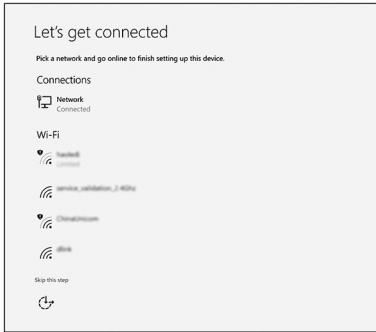 Let's get connected
Pick a network and go online to finish setting up this device.
Connections
Network
Connected
Wi-Fi
Limited
service_validation_2.4Ghz
ChinaUnicom
dlink
Skip this step